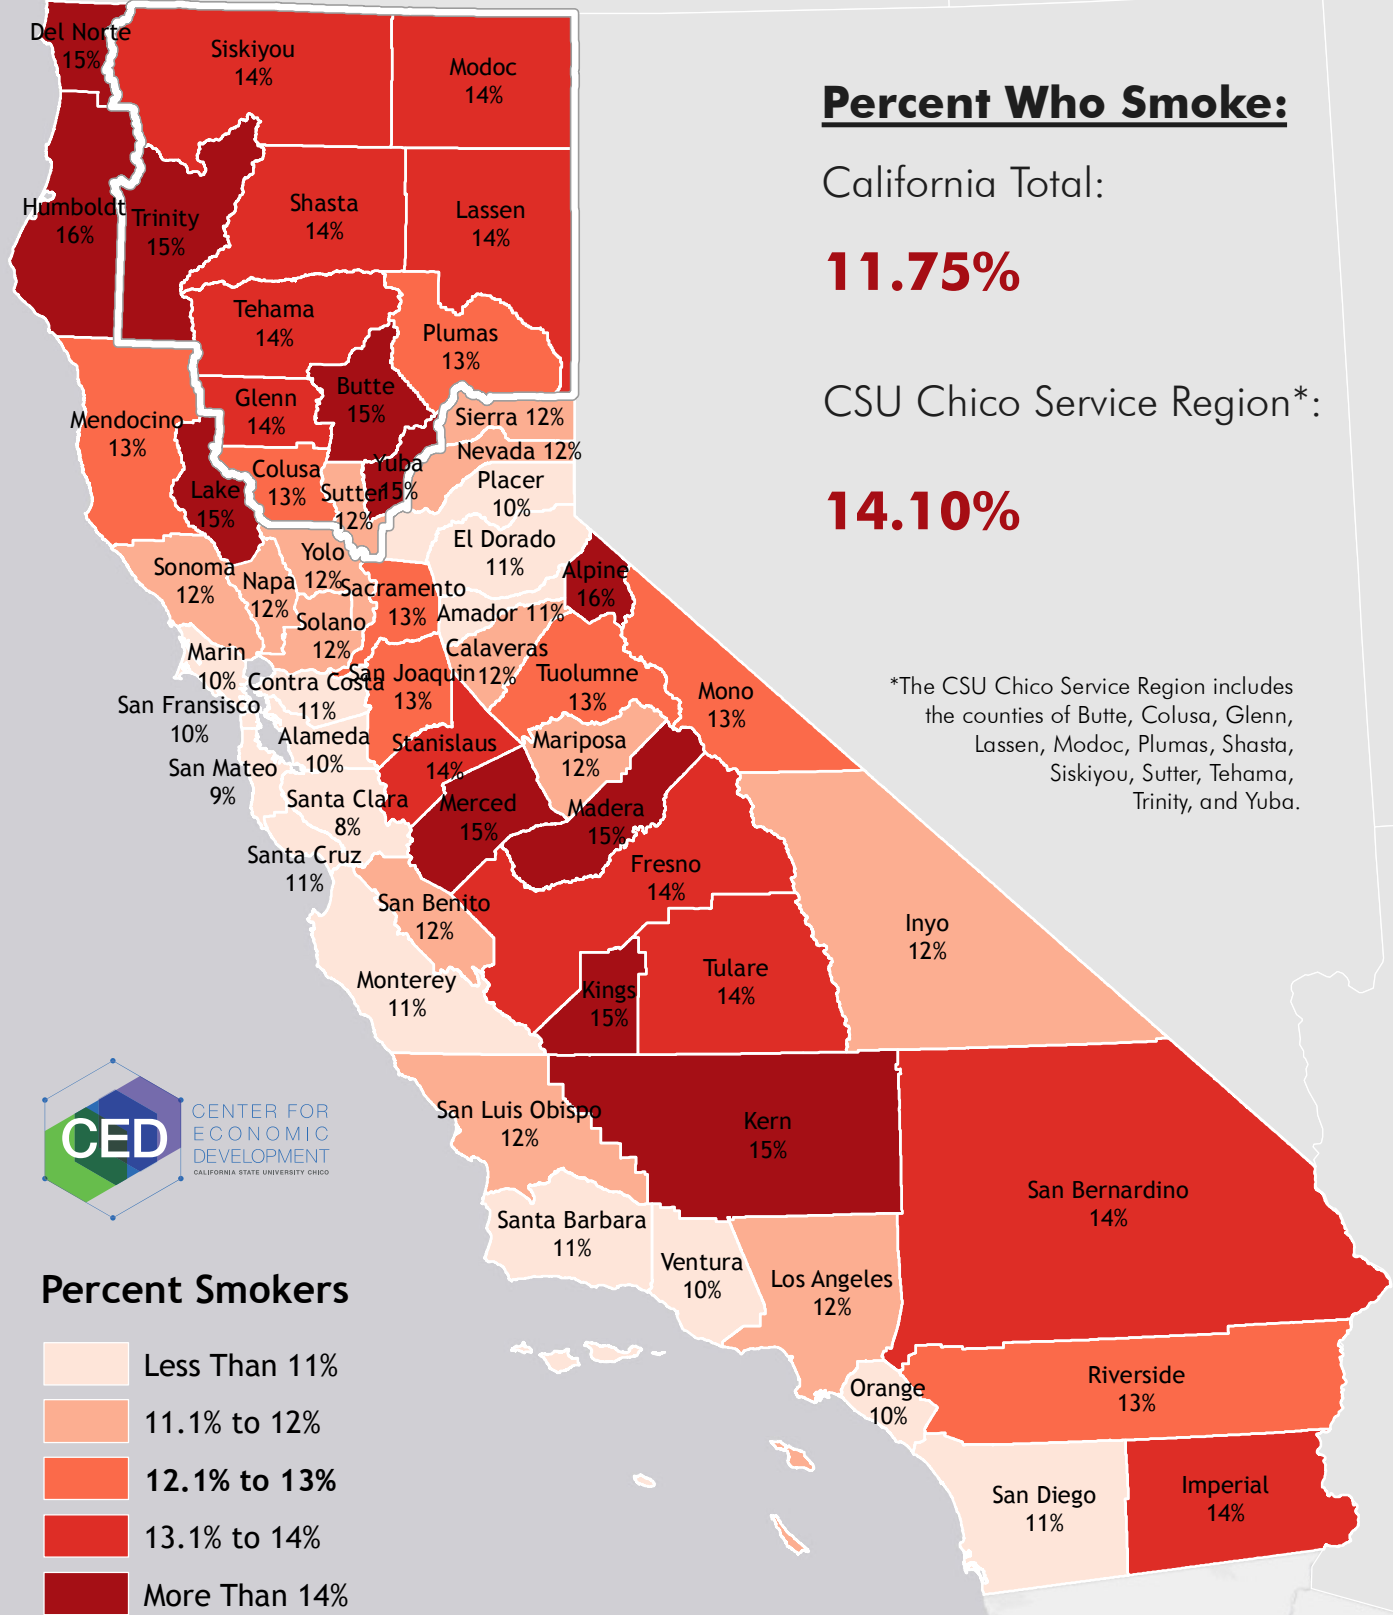 Del Norte
15%
Siskiyou
14%
Modoc
14%
Humboldt
16%
Trinity
15%
Shasta
14%
Lassen
14%
Tehama
14%
Plumas
13%
Glenn
14%
Butte
15%
Mendocino
13%
Sierra 12%
Nevada 12%
Colusa
13%
Yuba
15%
Sutter
12%
Placer
10%
Lake
15%
El Dorado
11%
Yolo
12%
Sonoma
12%
Napa
12%
Sacramento
13%
Alpine
16%
Amador 11%
Solano
12%
Marin
10%
Calaveras
12%
Contra Costa
11%
San Joaquin
13%
Tuolumne
13%
Mono
13%
San Fransisco
10%
Alameda
10%
Stanislaus
14%
Mariposa
12%
San Mateo
9%
Santa Clara
8%
Merced
15%
Madera
15%
Santa Cruz
11%
Fresno
14%
San Benito
12%
Inyo
12%
Monterey
11%
Kings
15%
Tulare
14%
San Luis Obispo
12%
Kern
15%
San Bernardino
14%
Santa Barbara
11%
Ventura
10%
Los Angeles
12%
Orange
10%
Riverside
13%
San Diego
11%
Imperial
14%
Percent Who Smoke:
California Total:
11.75%
CSU Chico Service Region*:
14.10%
*The CSU Chico Service Region includes
the counties of Butte, Colusa, Glenn,
Lassen, Modoc, Plumas, Shasta,
Siskiyou, Sutter, Tehama,
Trinity, and Yuba.
CED
CENTER FOR
ECONOMIC
DEVELOPMENT
CALIFORNIA STATE UNIVERSITY CHICO
Percent Smokers
Less Than 11%
11.1% to 12%
12.1% to 13%
13.1% to 14%
More Than 14%